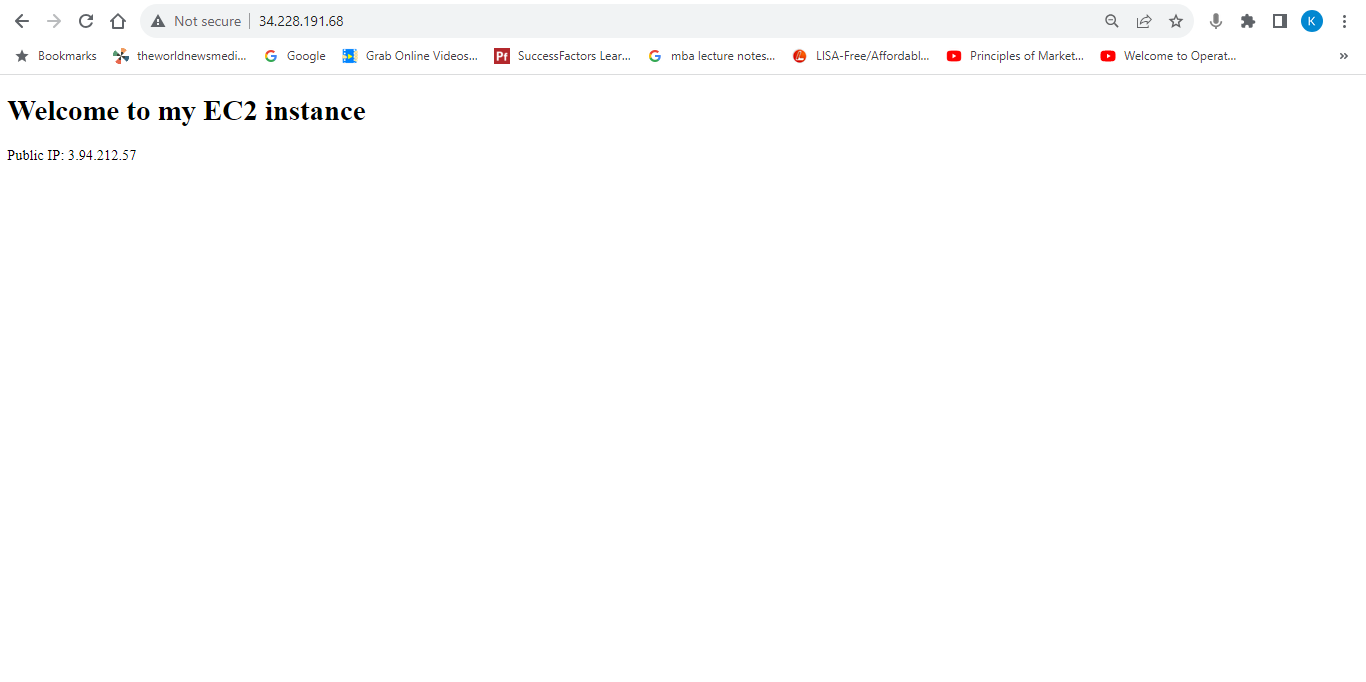 Not secure 34.228.191.68 K
Bookmarks theworldnewsmedi... Google Grab Online Videos... SuccessFactors Lear... mba lecture notes... LISA-Free/Affordabl... Principles of Market... Welcome to Operat... »
Welcome to my EC2 instance
Public IP: 3.94.212.57